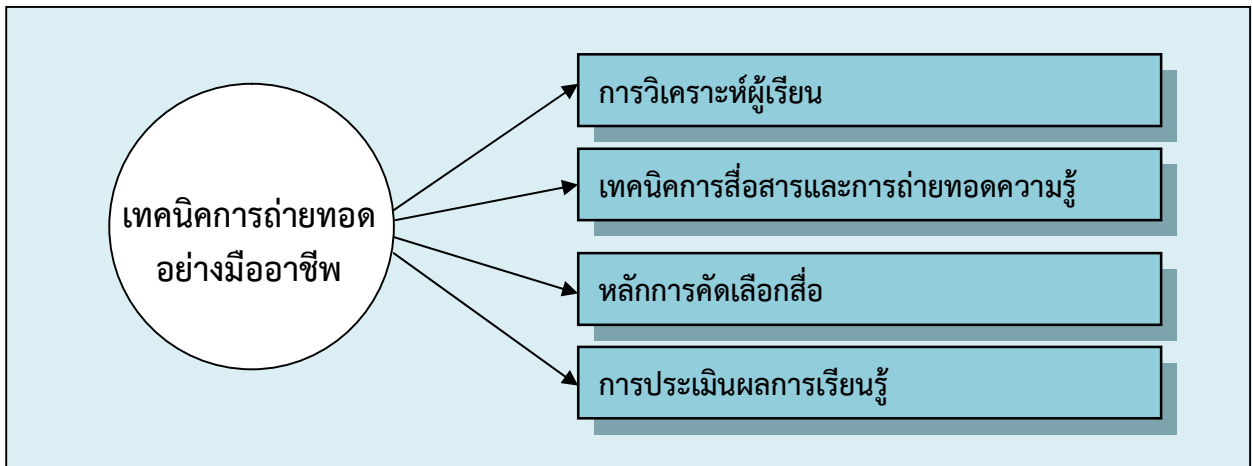 เทคนิคการถ่ายทอด
อย่างมืออาชีพ
การวิเคราะห์ผู้เรียน
เทคนิคการสื่อสารและการถ่ายทอดความรู้
หลักการคัดเลือกสื่อ
การประเมินผลการเรียนรู้